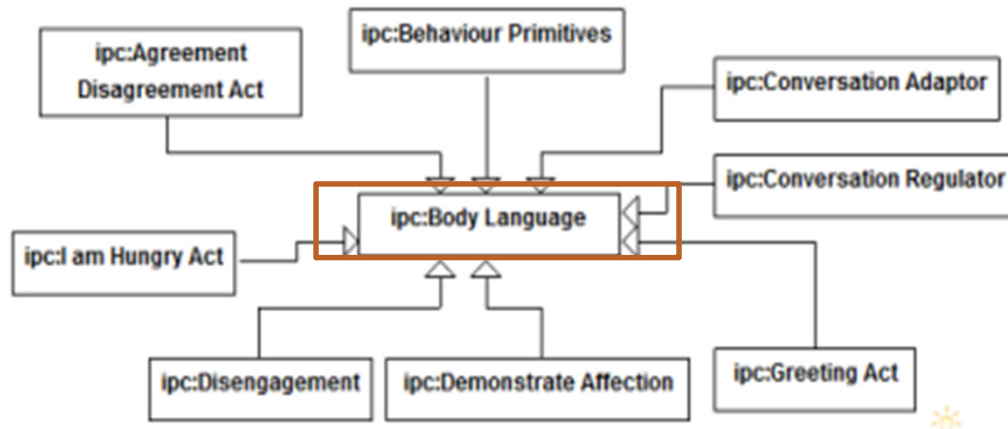 ipc:Behaviour Primitives
ipc:Agreement
Disagreement Act
ipc:Conversation Adaptor
ipc:Conversation Regulator
ipc:Body Language
ipc:I am Hungry Act
ipc:Disengagement
ipc:Demonstrate Affection
ipc:Greeting Act